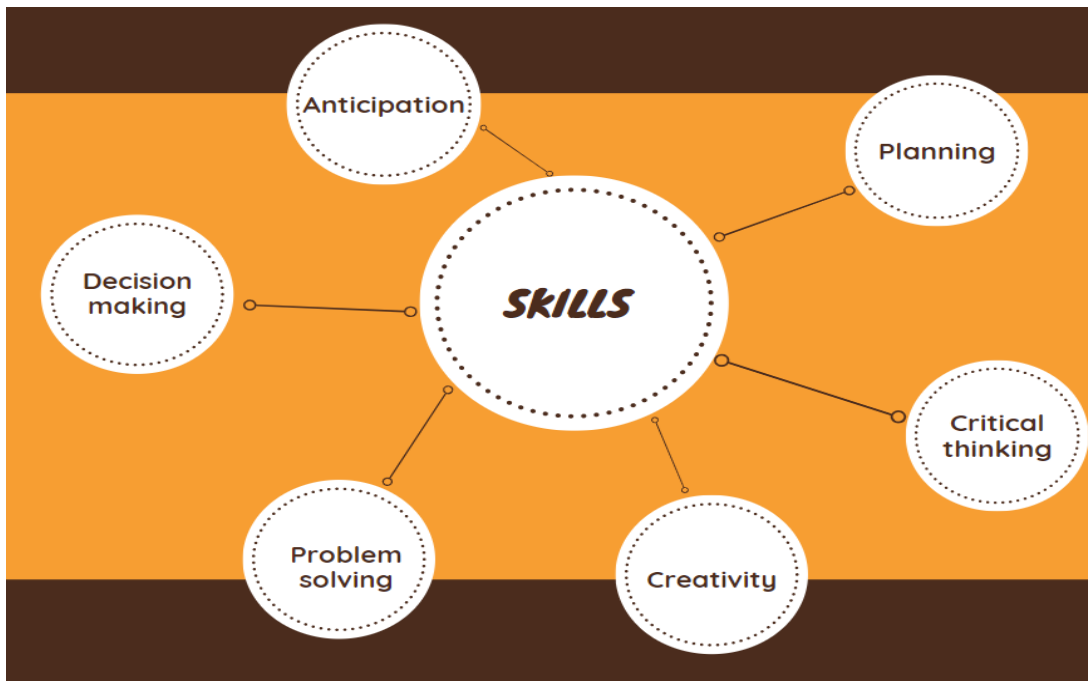 Anticipation
Planning
Decision
making
SKILLS
Critical
thinking
Problem
solving
Creativity